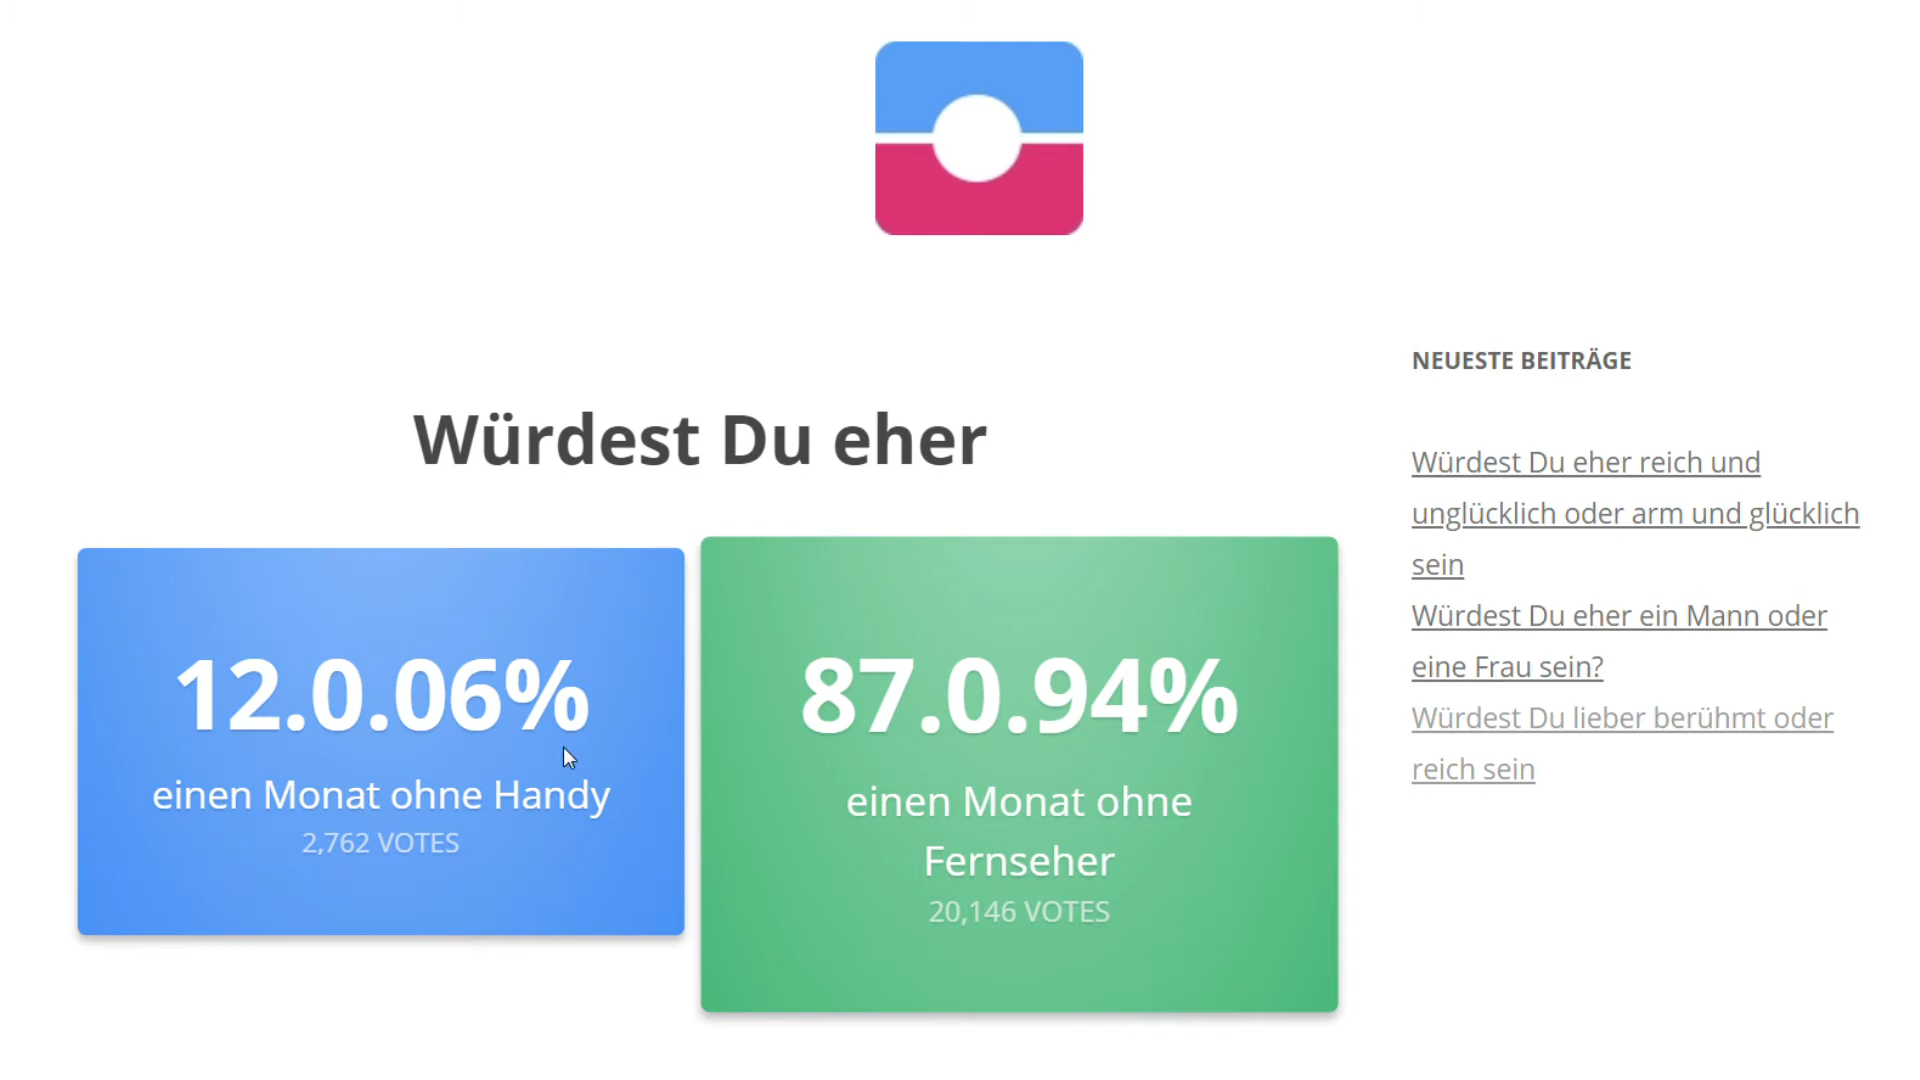 Würdest Du eher
12.0.06%
einen Monat ohne Handy
2,762 VOTES
87.0.94%
einen Monat ohne
Fernseher
20,146 VOTES
NEUESTE BEITRÄGE
Würdest Du eher reich und
unglücklich oder arm und glücklich
sein
Würdest Du eher ein Mann oder
eine Frau sein?
Würdest Du lieber berühmt oder
reich sein